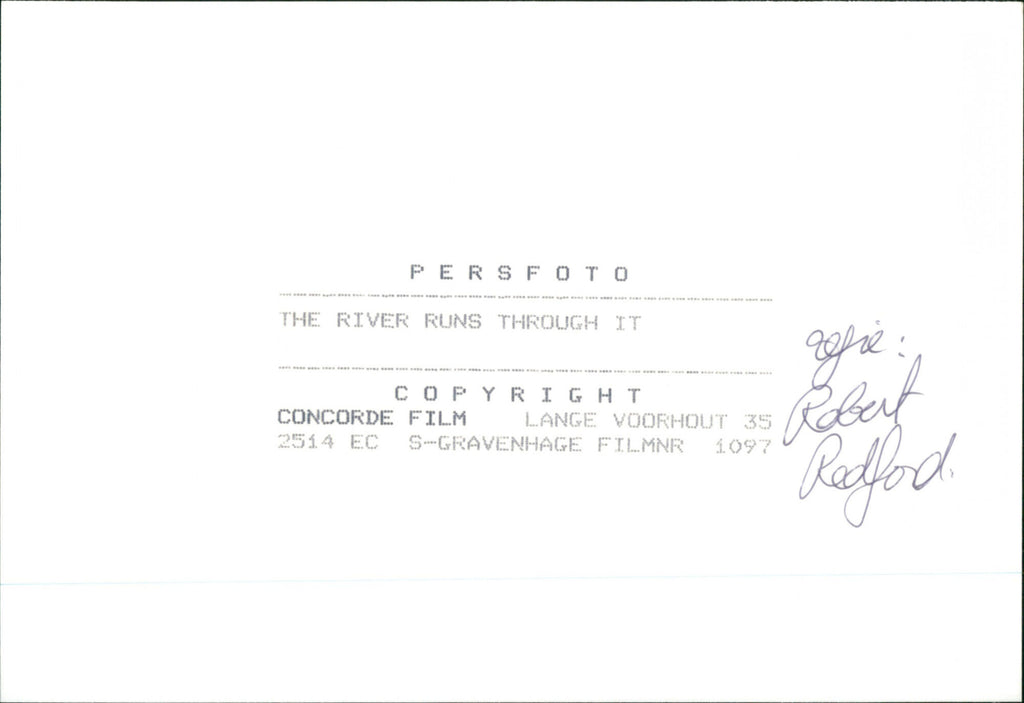 PERSFOTO
THE RIVER RUNS THROUGH IT
COPYRIGHT
CONCORDE FILM LANGE VOORHOUT 35
2514 EC S-GRAVENHAGE FILMNR 1097
regie:
Robert
Redford.